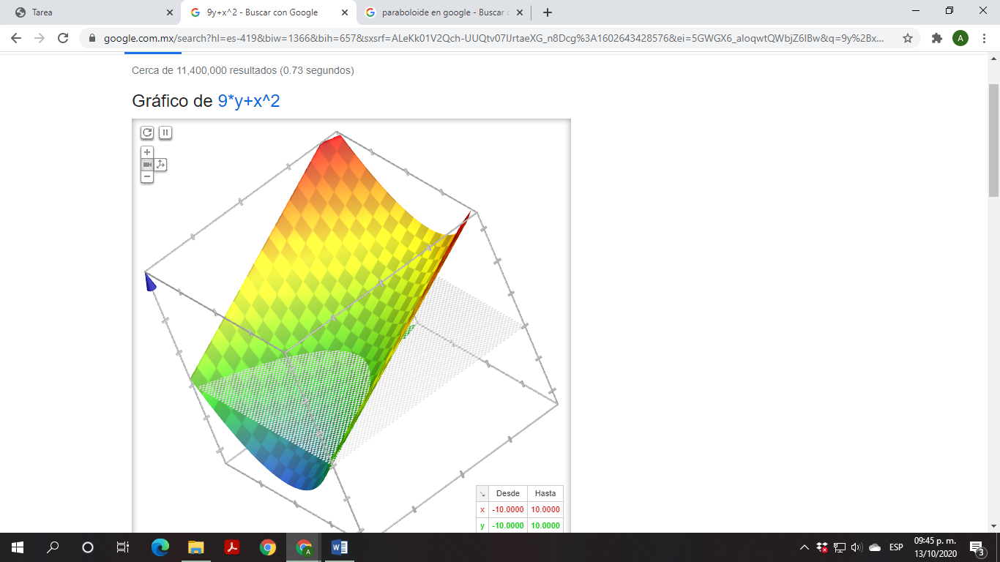 Tarea
9y+x^2 - Buscar con Google
paraboloide en google - Buscar c
google.com.mx/search?hl=es-419&biw=1366&bih=657&sxsrf=ALeKk01V2Qch-UUQtv07IJrtaeXG_n8Dcg%3A1602643428576&ei=5GWGX6_aloqwtQWbjZ6IBw&q=9y%2Bx...
A
Cerca de 11,400,000 resultados (0.73 segundos)
Gráfico de 9*y+x^2
Desde Hasta
x -10.0000 10.0000
y -10.0000 10.0000
ESP
09:45 p. m.
13/10/2020
3